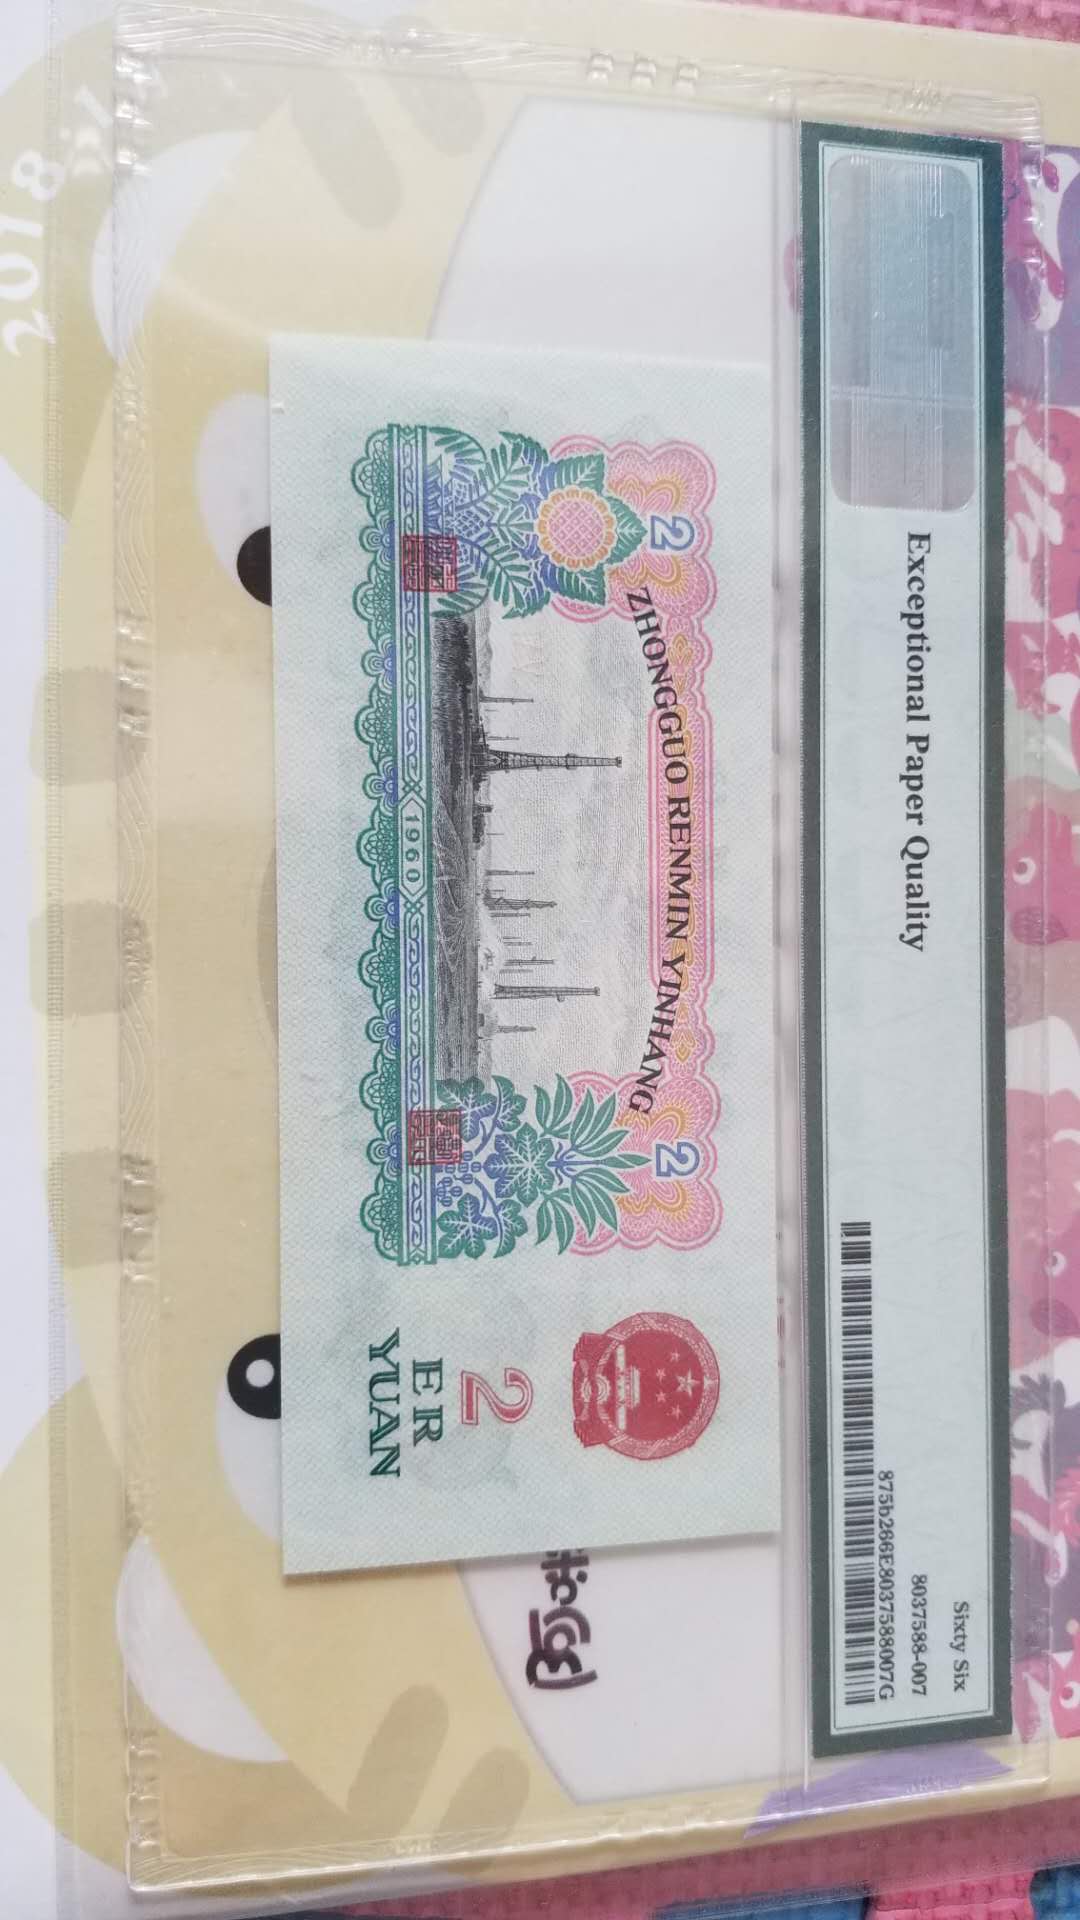 Exceptional Paper Quality
Sixty Six
8037588-007
875b266E8037588007G
2
2
ZHONGGUO RENMIN YINHANG
1960
2
ER
YUAN
2018